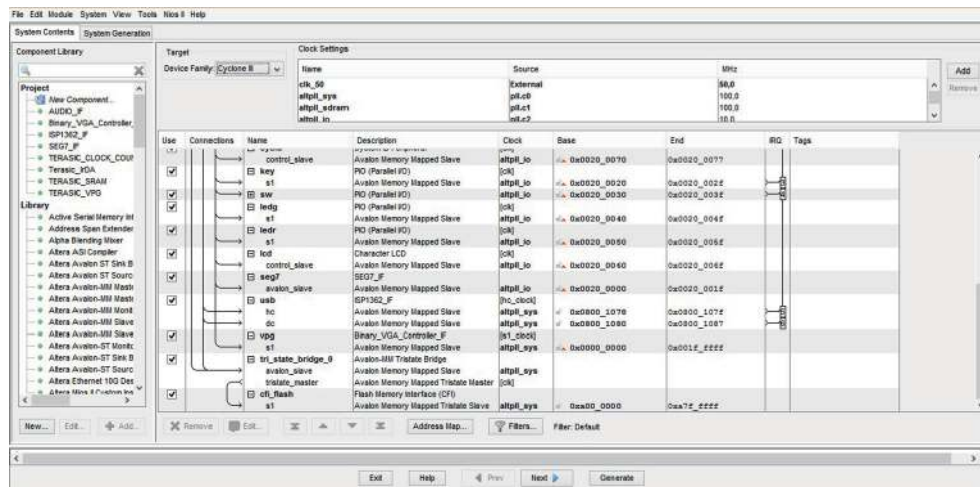 File Edit Module System View Tools Nios II Help
System Contents System Generation
Component Library
Project
New Component...
AUDIO_IF
Binary_VGA_Controller_
ISP1362_IF
SEG7_IF
TERASIC_CLOCK_COUN
Terasic_IrDA
TERASIC_SRAM
TERASIC_VPG
Library
Active Serial Memory Int
Address Span Extender
Alpha Blending Mixer
Altera ASI Compiler
Altera Avalon ST Sink B
Altera Avalon ST Sourc
Altera Avalon-MM Maste
Altera Avalon-MM Maste
Altera Avalon-MM Monit
Altera Avalon-MM Slave
Altera Avalon-MM Slave
Altera Avalon-ST Monito
Altera Avalon-ST Sink B
Altera Avalon-ST Sourc
Altera Ethernet 10G Des
Altera Nios II Custom Ins
New... Edit... Add...
Target
Device Family: Cyclone II
Clock Settings
Name Source MHz
clk_50 External 50,0
altpll_sys pll.c0 100,0
altpll_sdram pll.c1 100,0
altpll_io pll.c2 10,0
Add
Remove
Use Connections Name Description Clock Base End IRQ Tags
control_slave Avalon Memory Mapped Slave altpll_io 0x0020_0070 0x0020_0077
key PIO (Parallel I/O) [clk]
s1 Avalon Memory Mapped Slave altpll_io 0x0020_0020 0x0020_002f
sw PIO (Parallel I/O) altpll_io 0x0020_0030 0x0020_003f
ledg PIO (Parallel I/O) [clk]
s1 Avalon Memory Mapped Slave altpll_io 0x0020_0040 0x0020_004f
ledr PIO (Parallel I/O) [clk]
s1 Avalon Memory Mapped Slave altpll_io 0x0020_0050 0x0020_005f
lcd Character LCD [clk]
control_slave Avalon Memory Mapped Slave altpll_io 0x0020_0060 0x0020_006f
seg7 SEG7_IF [clk]
avalon_slave Avalon Memory Mapped Slave altpll_io 0x0020_0000 0x0020_001f
usb ISP1362_IF [hc_clock]
hc Avalon Memory Mapped Slave altpll_sys 0x0800_1070 0x0800_107f
dc Avalon Memory Mapped Slave altpll_sys 0x0800_1080 0x0800_1087
vpg Binary_VGA_Controller_IF [s1_clock]
s1 Avalon Memory Mapped Slave altpll_sys 0x0000_0000 0x001f_ffff
tri_state_bridge_0 Avalon-MM Tristate Bridge
avalon_slave Avalon Memory Mapped Slave altpll_sys
tristate_master Avalon Memory Mapped Tristate Master [clk]
cfi_flash Flash Memory Interface (CFI)
s1 Avalon Memory Mapped Tristate Slave altpll_sys 0xa00_0000 0xa7f_ffff
Remove Edit... Address Map... Filters... Filter: Default
Exit Help Prev Next Generate